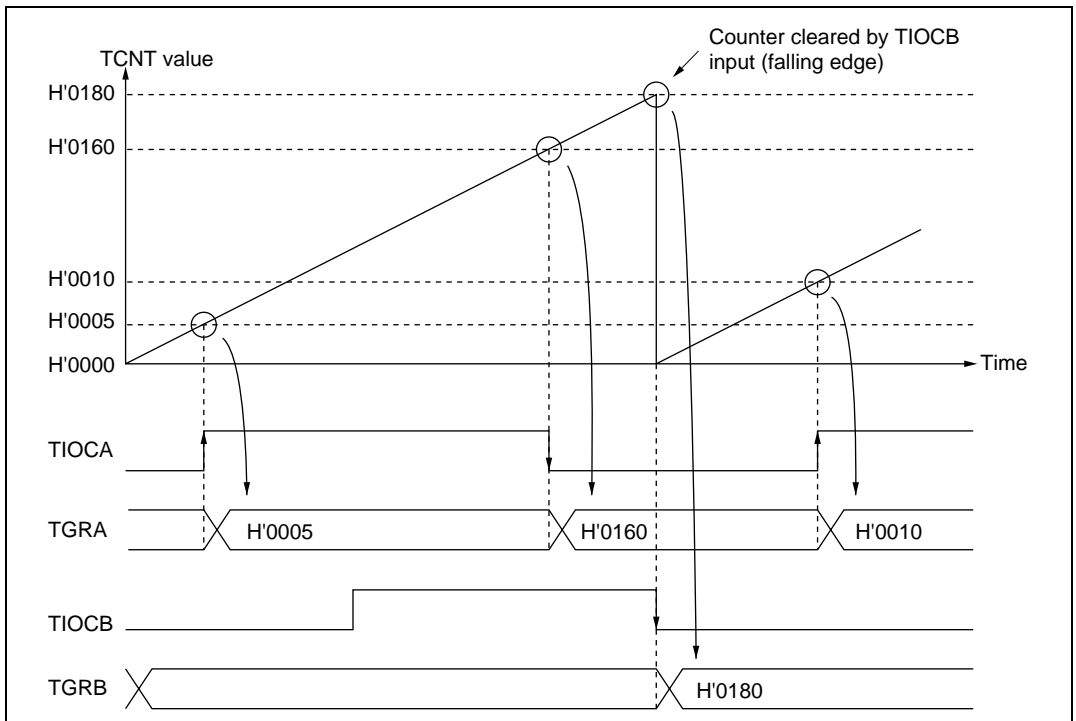 Counter cleared by TIOCB
input (falling edge)
TCNT value
H'0180
H'0160
H'0010
H'0005
H'0000
Time
TIOCA
TGRA
H'0005
H'0160
H'0010
TIOCB
TGRB
H'0180